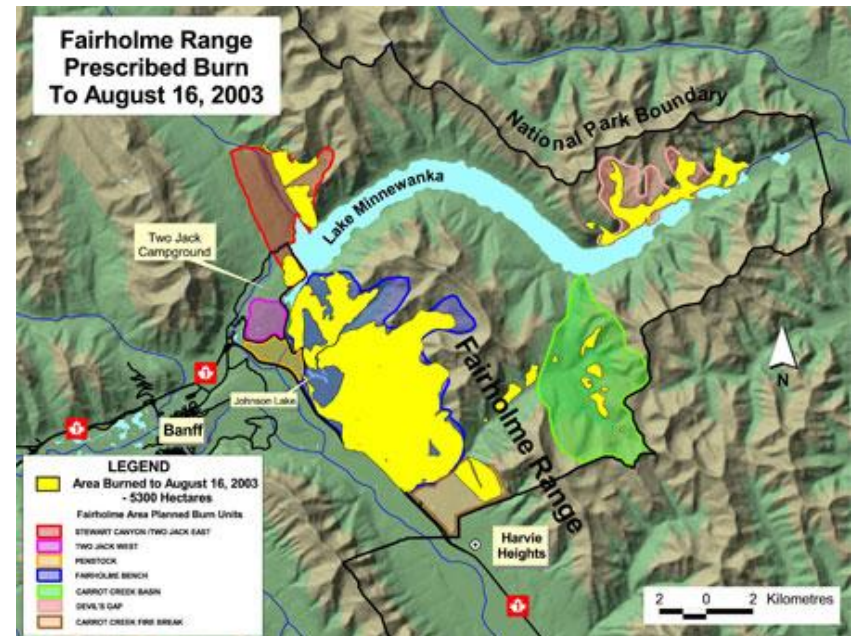 Fairholme Range
Prescribed Burn
To August 16, 2003
National Park Boundary
Lake Minnewanka
Two Jack
Campground
Johnson Lake
Fairholme Range
1
1
Banff
N
Harvie
Heights
1
LEGEND
Area Burned to August 16, 2003
- 5300 Hectares
Fairholme Area Planned Burn Units
STEWART CANYON /TWO JACK EAST
TWO JACK WEST
PENSTOCK
FAIRHOLME BENCH
CARROT CREEK BASIN
DEVIL'S GAP
CARROT CREEK FIRE BREAK
2 0 2 Kilometres